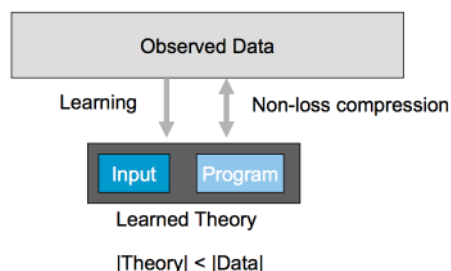 Observed Data
Learning
Non-loss compression
Input
Program
Learned Theory
|Theory| < |Data|